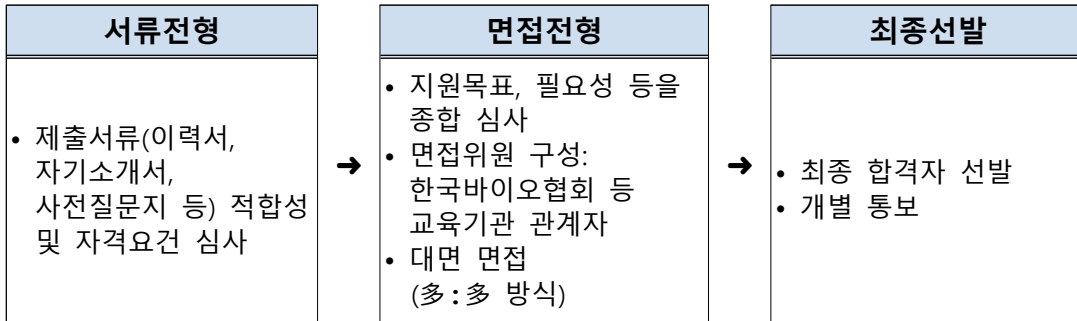 서류전형
• 제출서류(이력서,
자기소개서,
사전질문지 등) 적합성
및 자격요건 심사
➜
면접전형
• 지원목표, 필요성 등을
종합 심사
• 면접위원 구성:
한국바이오협회 등
교육기관 관계자
• 대면 면접
(多:多 방식)
➜
최종선발
• 최종 합격자 선발
• 개별 통보